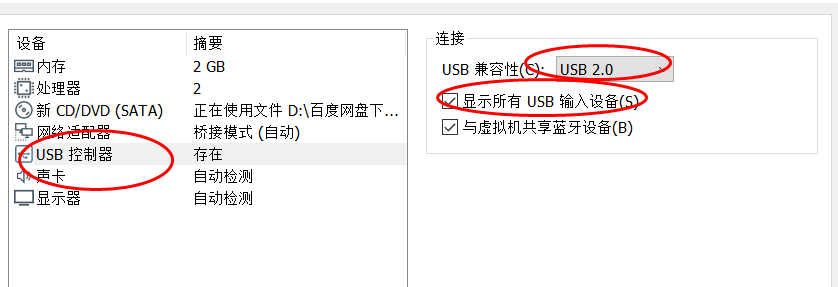 设备 摘要
内存 2 GB
处理器 2
新 CD/DVD (SATA) 正在使用文件 D:\百度网盘下...
网络适配器 桥接模式 (自动)
USB 控制器 存在
声卡 自动检测
显示器 自动检测
连接
USB 兼容性(C): USB 2.0
显示所有 USB 输入设备(S)
与虚拟机共享蓝牙设备(B)